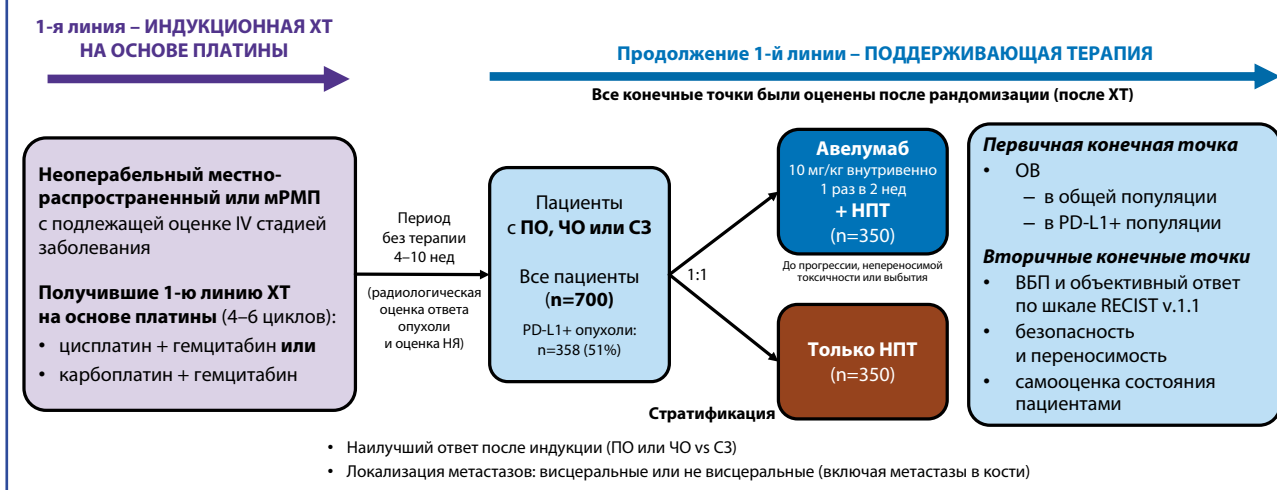 1-я линия – ИНДУКЦИОННАЯ ХТ
НА ОСНОВЕ ПЛАТИНЫ
Продолжение 1-й линии – ПОДДЕРЖИВАЮЩАЯ ТЕРАПИЯ
Все конечные точки были оценены после рандомизации (после ХТ)
Неоперабельный местно-
распространенный или мРМП
с подлежащей оценке IV стадией
заболевания
Получившие 1-ю линию ХТ
на основе платины (4–6 циклов):
• цисплатин + гемцитабин или
• карбоплатин + гемцитабин
Период
без терапии
4–10 нед
(радиологическая
оценка ответа
опухоли
и оценка НЯ)
Пациенты
с ПО, ЧО или СЗ
Все пациенты
(n=700)
PD-L1+ опухоли:
n=358 (51%)
1:1
Авелумаб
10 мг/кг внутривенно
1 раз в 2 нед
+ НПТ
(n=350)
До прогрессии, непереносимой
токсичности или выбытия
Только НПТ
(n=350)
Первичная конечная точка
• ОВ
– в общей популяции
– в PD-L1+ популяции
Вторичные конечные точки
• ВБП и объективный ответ
по шкале RECIST v.1.1
• безопасность
и переносимость
• самооценка состояния
пациентами
Стратификация
• Наилучший ответ после индукции (ПО или ЧО vs СЗ)
• Локализация метастазов: висцеральные или не висцеральные (включая метастазы в кости)